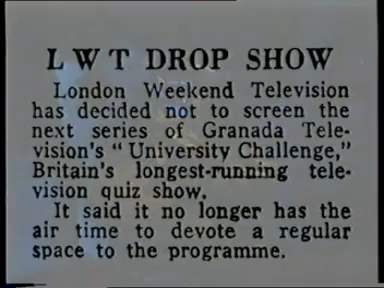 L W T DROP SHOW
London Weekend Television
has decided not to screen the
next series of Granada Tele-
vision's " University Challenge,"
Britain's longest-running tele-
vision quiz show.
It said it no longer has the
air time to devote a regular
space to the programme.